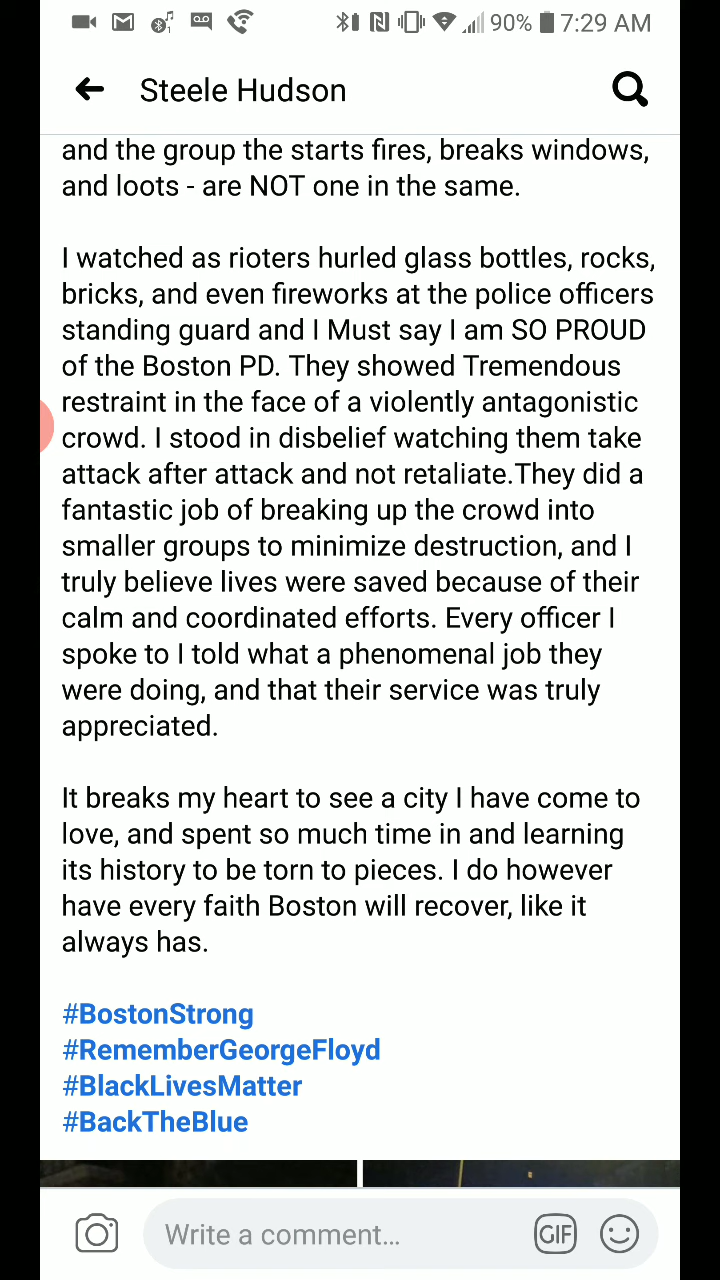 90% 7:29 AM
Steele Hudson
and the group the starts fires, breaks windows,
and loots - are NOT one in the same.
I watched as rioters hurled glass bottles, rocks,
bricks, and even fireworks at the police officers
standing guard and I Must say I am SO PROUD
of the Boston PD. They showed Tremendous
restraint in the face of a violently antagonistic
crowd. I stood in disbelief watching them take
attack after attack and not retaliate.They did a
fantastic job of breaking up the crowd into
smaller groups to minimize destruction, and I
truly believe lives were saved because of their
calm and coordinated efforts. Every officer I
spoke to I told what a phenomenal job they
were doing, and that their service was truly
appreciated.
It breaks my heart to see a city I have come to
love, and spent so much time in and learning
its history to be torn to pieces. I do however
have every faith Boston will recover, like it
always has.
#BostonStrong
#RememberGeorgeFloyd
#BlackLivesMatter
#BackTheBlue
Write a comment... GIF